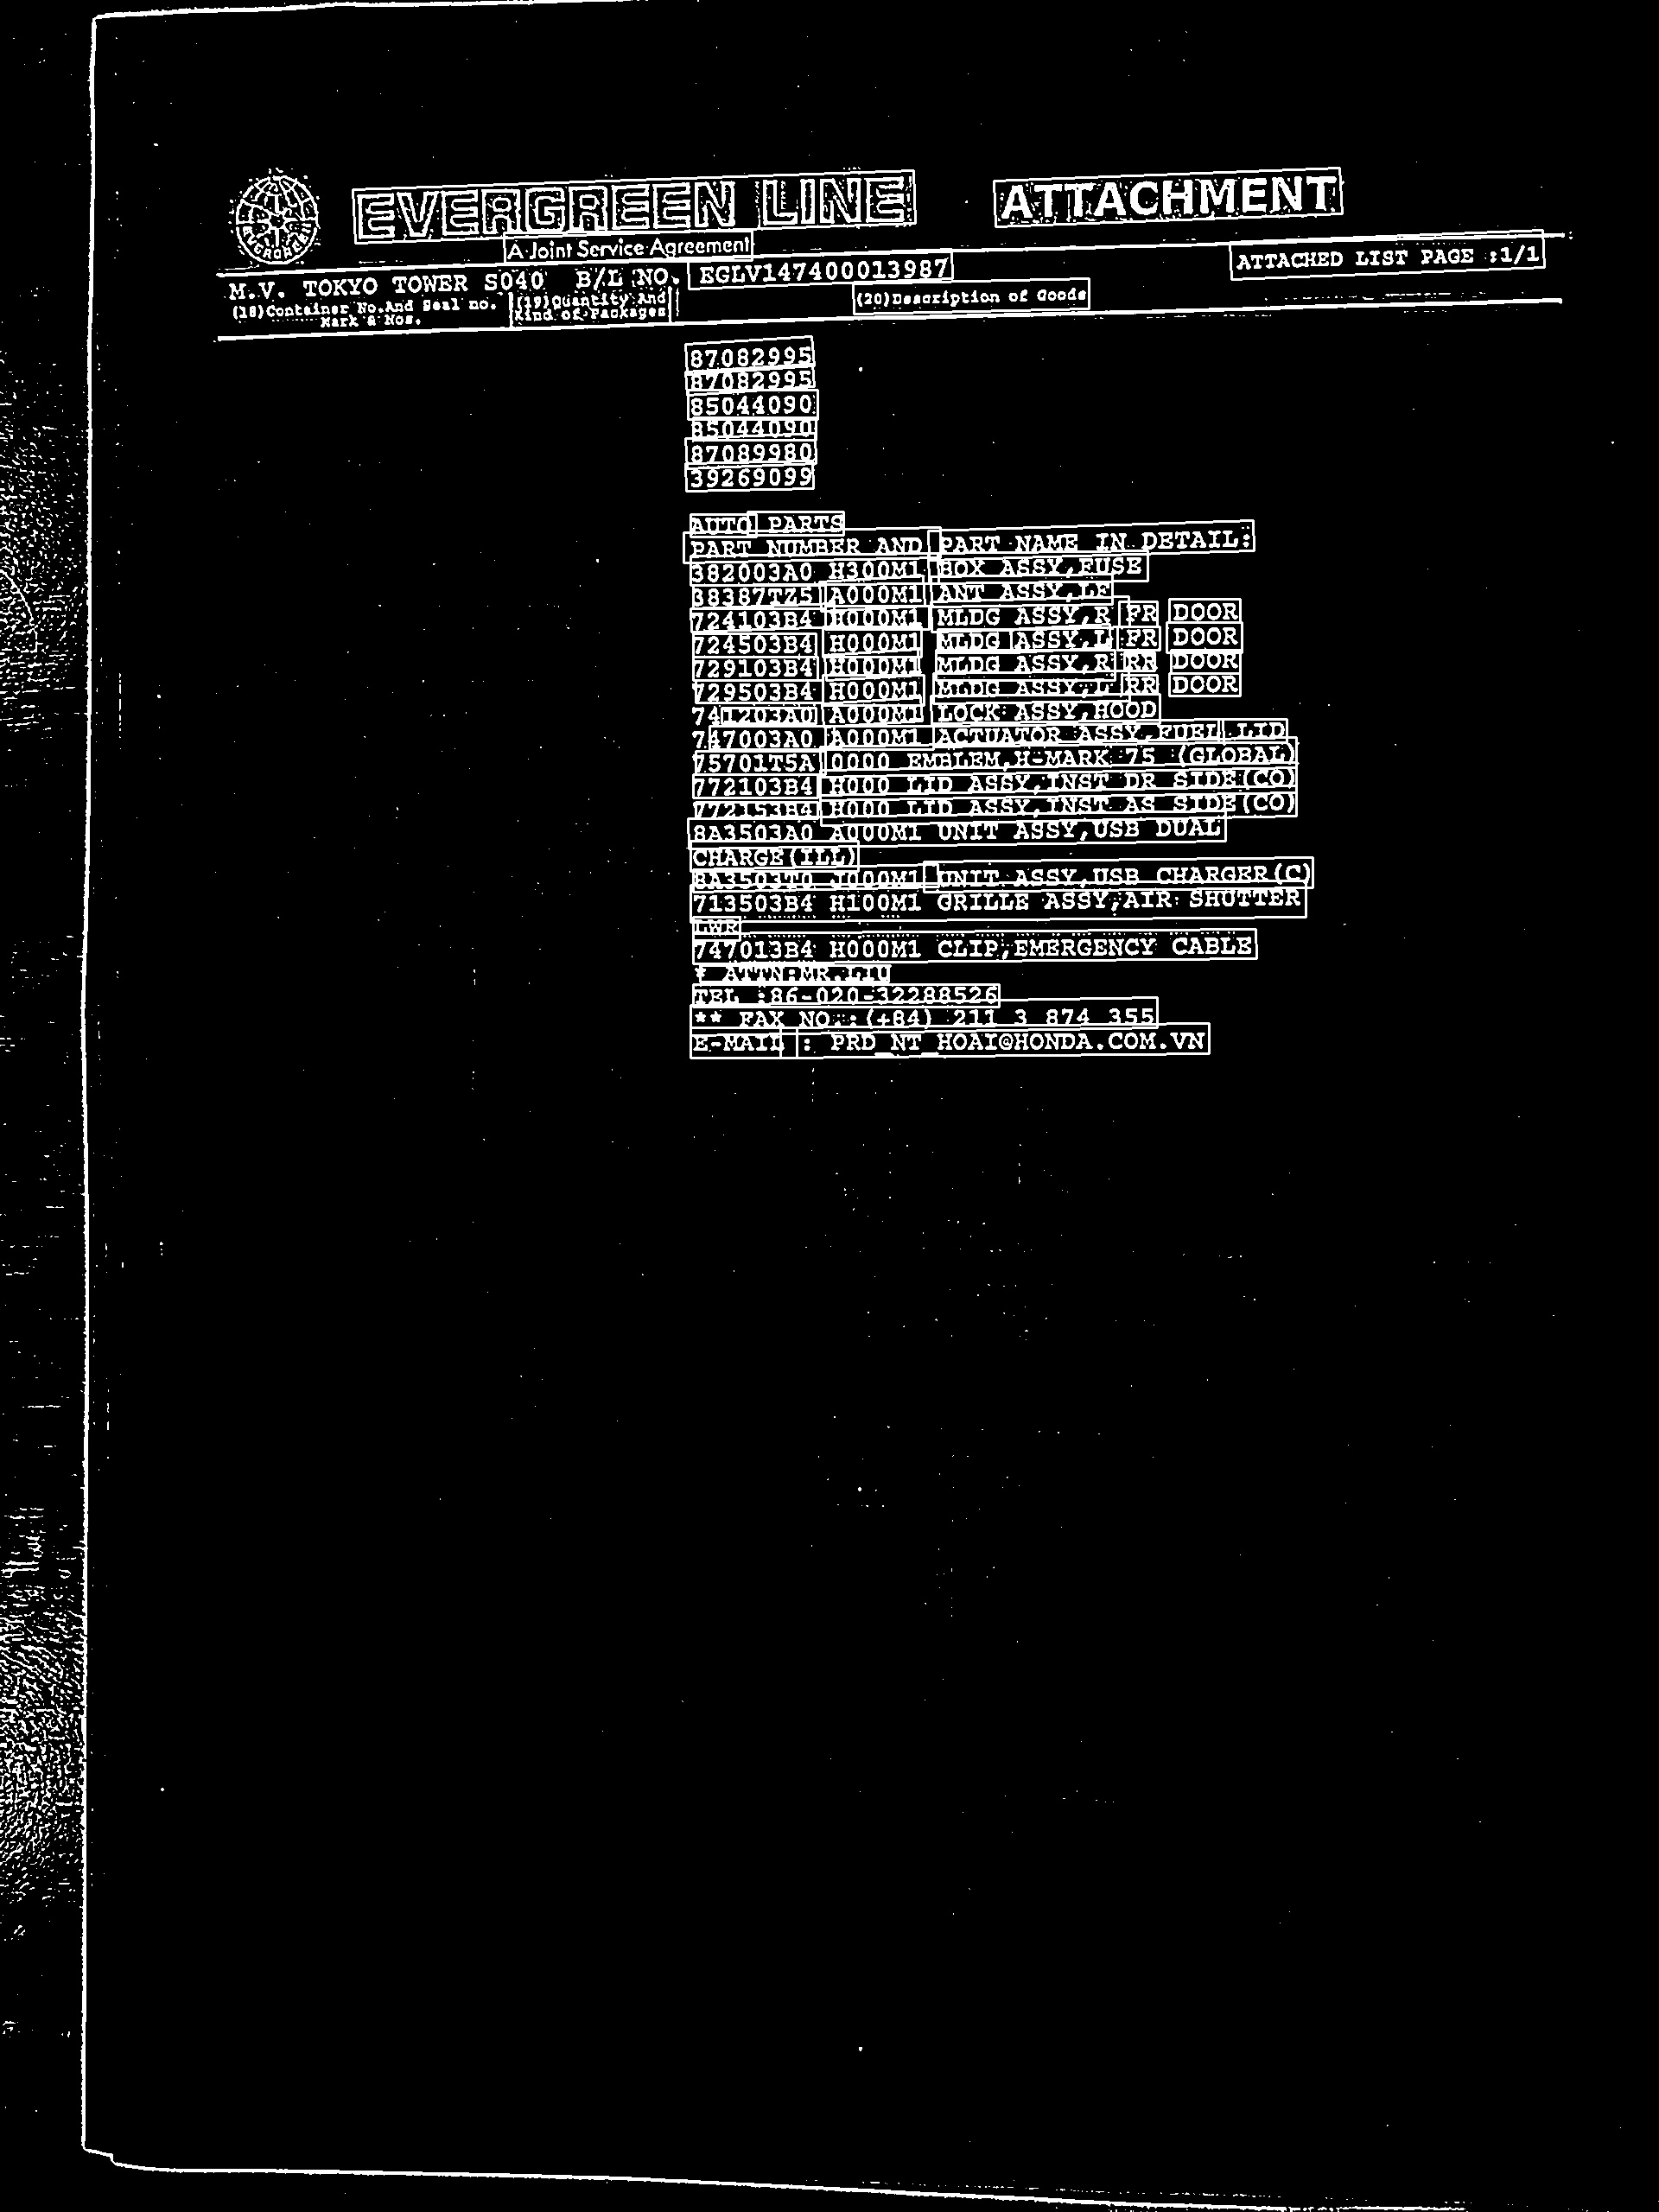 EVERGREEN LINE ATTACHMENT
A Joint Service Agreement
M.V. TOKYO TOWER S040 B/L NO. EGLV147400013987 ATTACHED LIST PAGE :1/1
(18)Container No.And Seal no. (19)Quantity And (20)Description of Goods
Mark & Nos. Kind of Packages
87082995
87082995
85044090
85044090
87089980
39269099
AUTO PARTS
PART NUMBER AND PART NAME IN DETAIL:
382003A0 H300M1 BOX ASSY,FUSE
38387TZ5 A000M1 ANT ASSY,LF
724103B4 H000M1 MLDG ASSY,R FR DOOR
724503B4 H000M1 MLDG ASSY,L FR DOOR
729103B4 H000M1 MLDG ASSY,R RR DOOR
729503B4 H000M1 MLDG ASSY,L RR DOOR
741203A0 A000M1 LOCK ASSY,HOOD
747003A0 A000M1 ACTUATOR ASSY,FUEL LID
75701T5A 0000 EMBLEM,H-MARK 75 (GLOBAL)
772103B4 H000 LID ASSY,INST DR SIDE(CO)
772153B4 H000 LID ASSY,INST AS SIDE(CO)
8A3503A0 A000M1 UNIT ASSY,USB DUAL
CHARGE(ILL)
8A3503T0 J000M1 UNIT ASSY,USB CHARGER(C)
713503B4 H100M1 GRILLE ASSY,AIR SHUTTER
LWR
747013B4 H000M1 CLIP,EMERGENCY CABLE
* ATTN:MR.LIU
TEL :86-020-32288526
** FAX NO.:(+84) 211 3 874 355
E-MAIL : PRD_NT_HOAI@HONDA.COM.VN